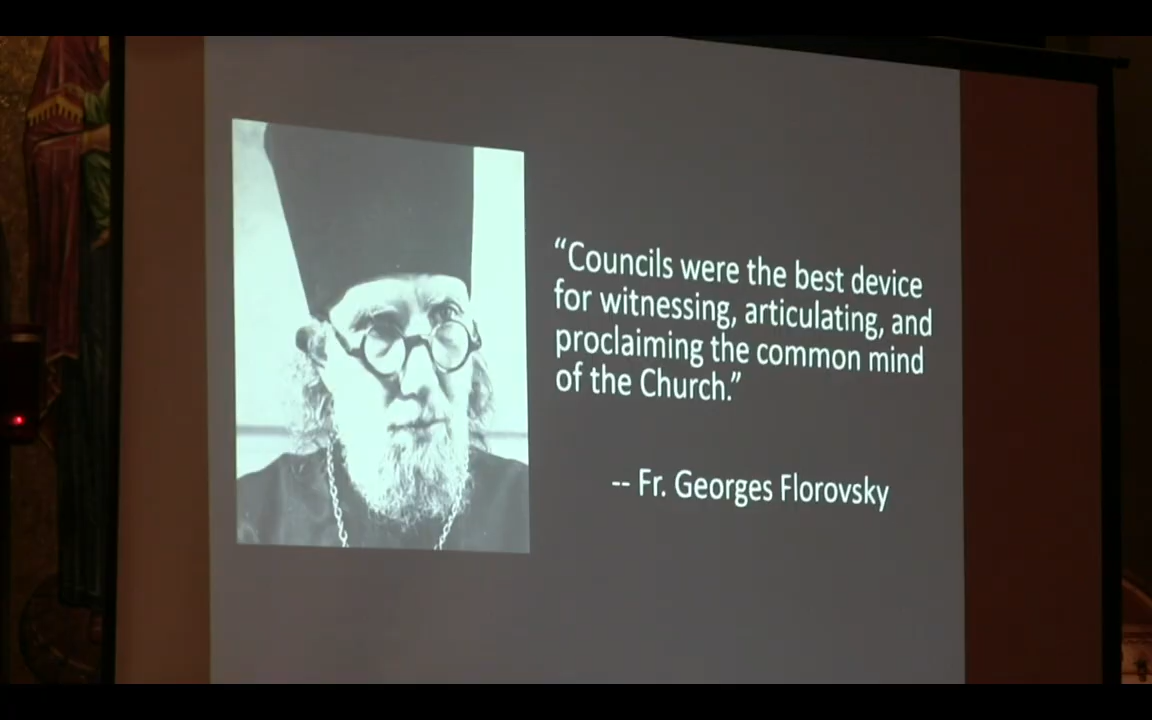 “Councils were the best device
for witnessing, articulating, and
proclaiming the common mind
of the Church.”
-- Fr. Georges Florovsky